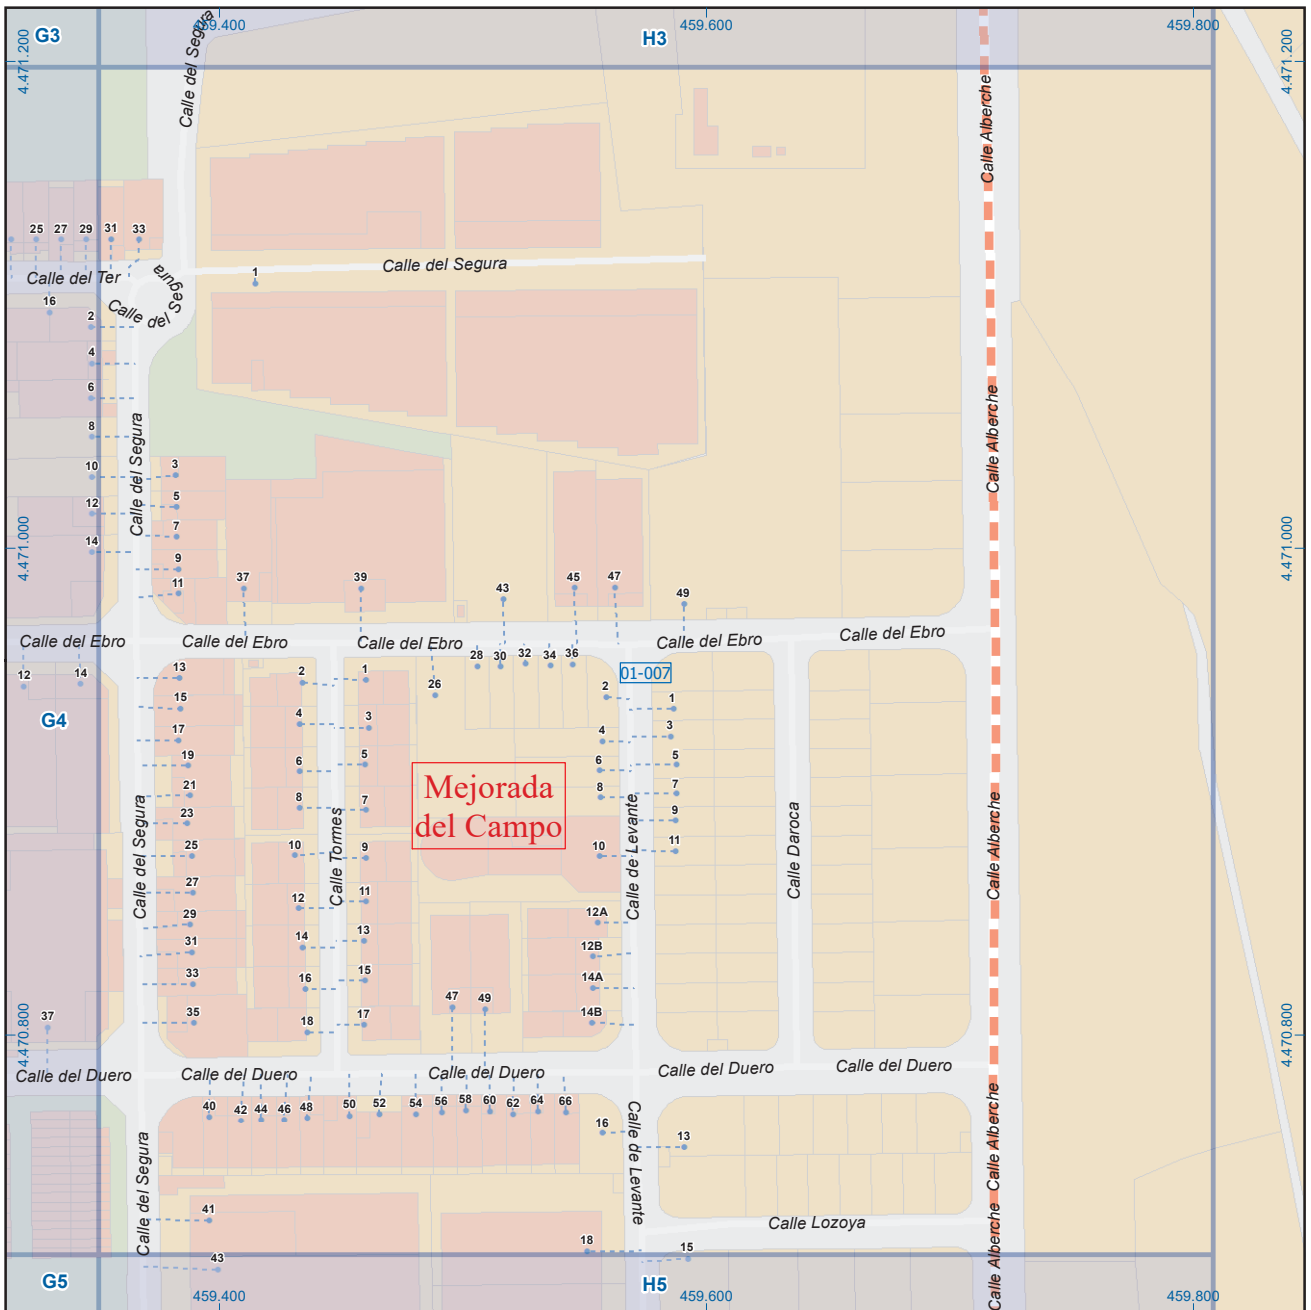 459.400
459.600
459.800
G3
H3
4.471.200
4.471.200
Calle del Segura
Calle Alberche
25
27
29
31
33
Calle del Ter
Calle del Segura
1
Calle del Segura
16
2
4
6
8
10
12
14
Calle del Segura
3
5
7
9
11
Calle Alberche
4.471.000
4.471.000
37
39
43
45
47
49
Calle del Ebro
Calle del Ebro
Calle del Ebro
Calle del Ebro
Calle del Ebro
12
14
G4
28
30
32
34
36
26
01-007
13
15
17
19
21
23
25
27
29
31
33
35
2
4
6
8
10
12
14
16
18
1
3
5
7
9
11
13
15
17
2
4
6
8
10
12A
12B
14A
14B
1
3
5
7
9
11
Mejorada
del Campo
Calle del Segura
Calle Tormes
Calle de Levante
Calle Daroca
Calle Alberche
47
49
37
4.470.800
4.470.800
Calle del Duero
Calle del Duero
Calle del Duero
Calle del Duero
Calle del Duero
40
42
44
46
48
50
52
54
56
58
60
62
64
66
16
13
Calle del Segura
Calle de Levante
Calle Alberche
41
43
18
15
Calle Lozoya
Calle Alberche
G5
H5
459.400
459.600
459.800